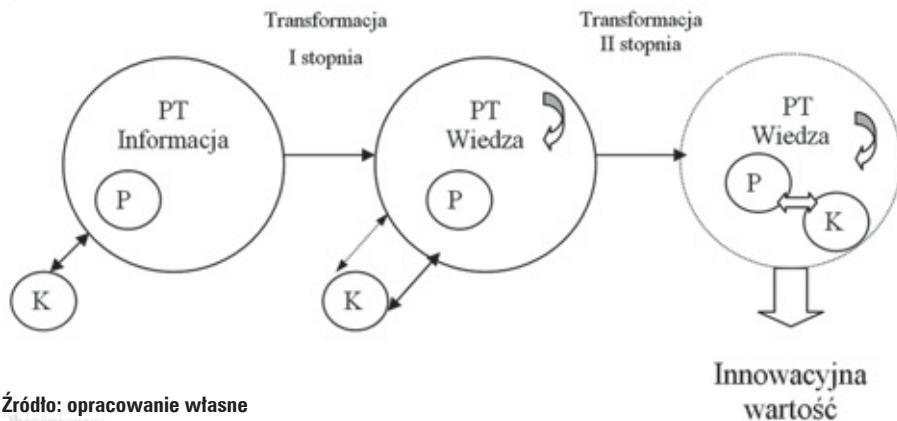 Transformacja
I stopnia
Transformacja
II stopnia
PT
Informacja
P
K
PT
Wiedza
P
K
PT
Wiedza
P
K
Innowacyjna
wartość
Źródło: opracowanie własne